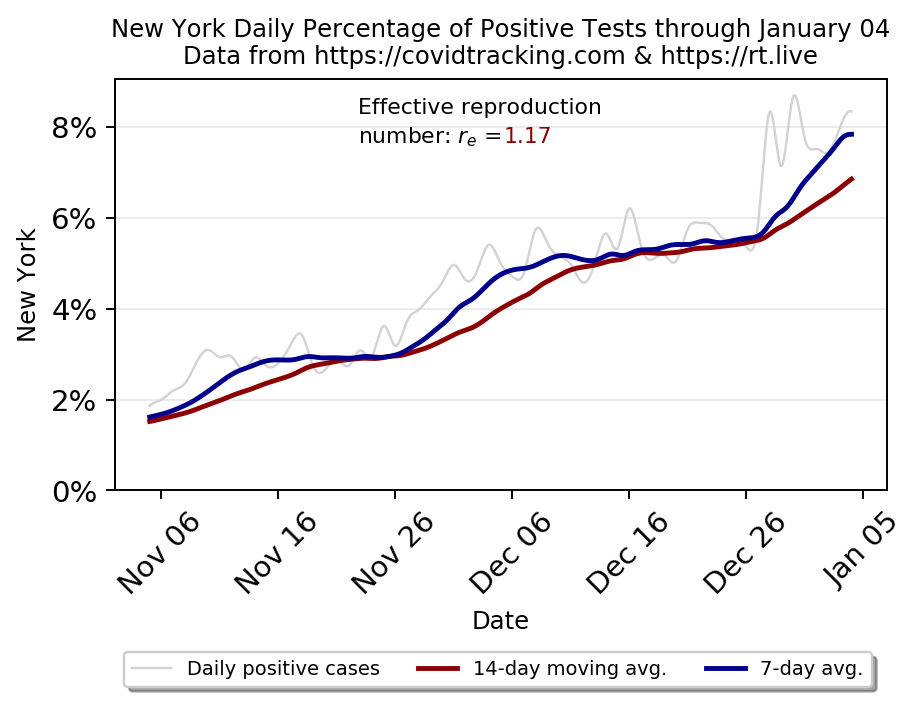 New York Daily Percentage of Positive Tests through January 04
Data from https://covidtracking.com & https://rt.live
Effective reproduction
number: rₑ =1.17
8%
6%
4%
2%
0%
New York
Nov 06
Nov 16
Nov 26
Dec 06
Dec 16
Dec 26
Jan 05
Date
Daily positive cases
14-day moving avg.
7-day avg.